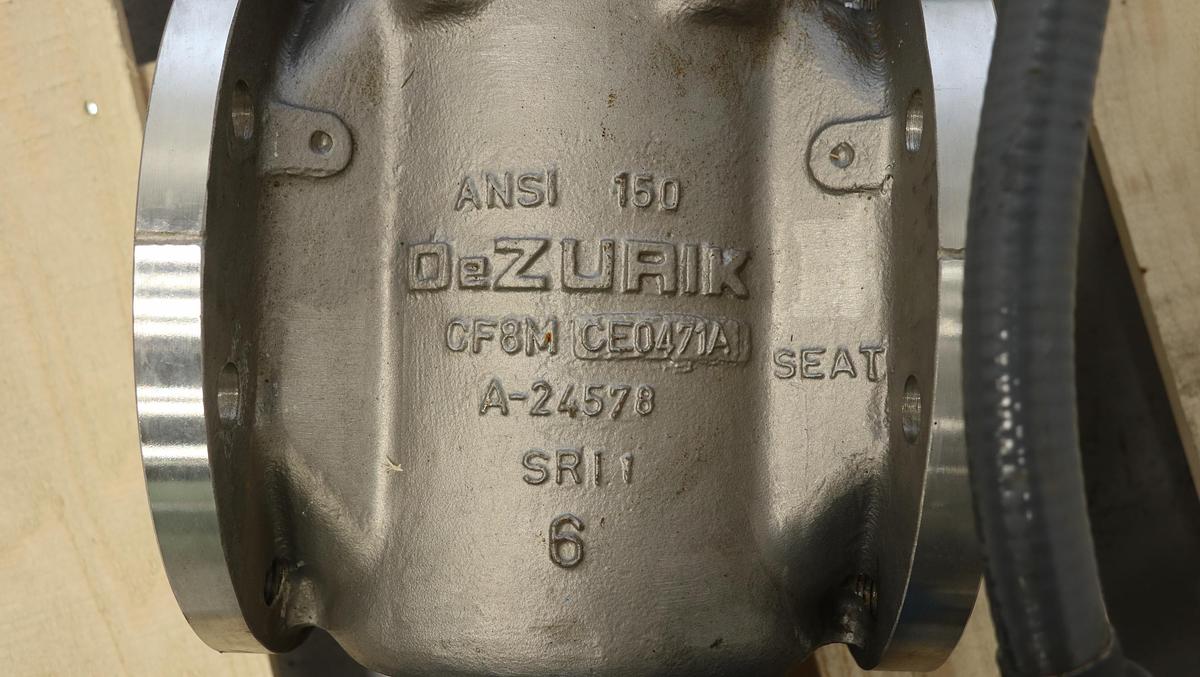 ANSI 150
DeZURIK
CF8M CE0471A
SEAT
A-24578
SRI 1
6